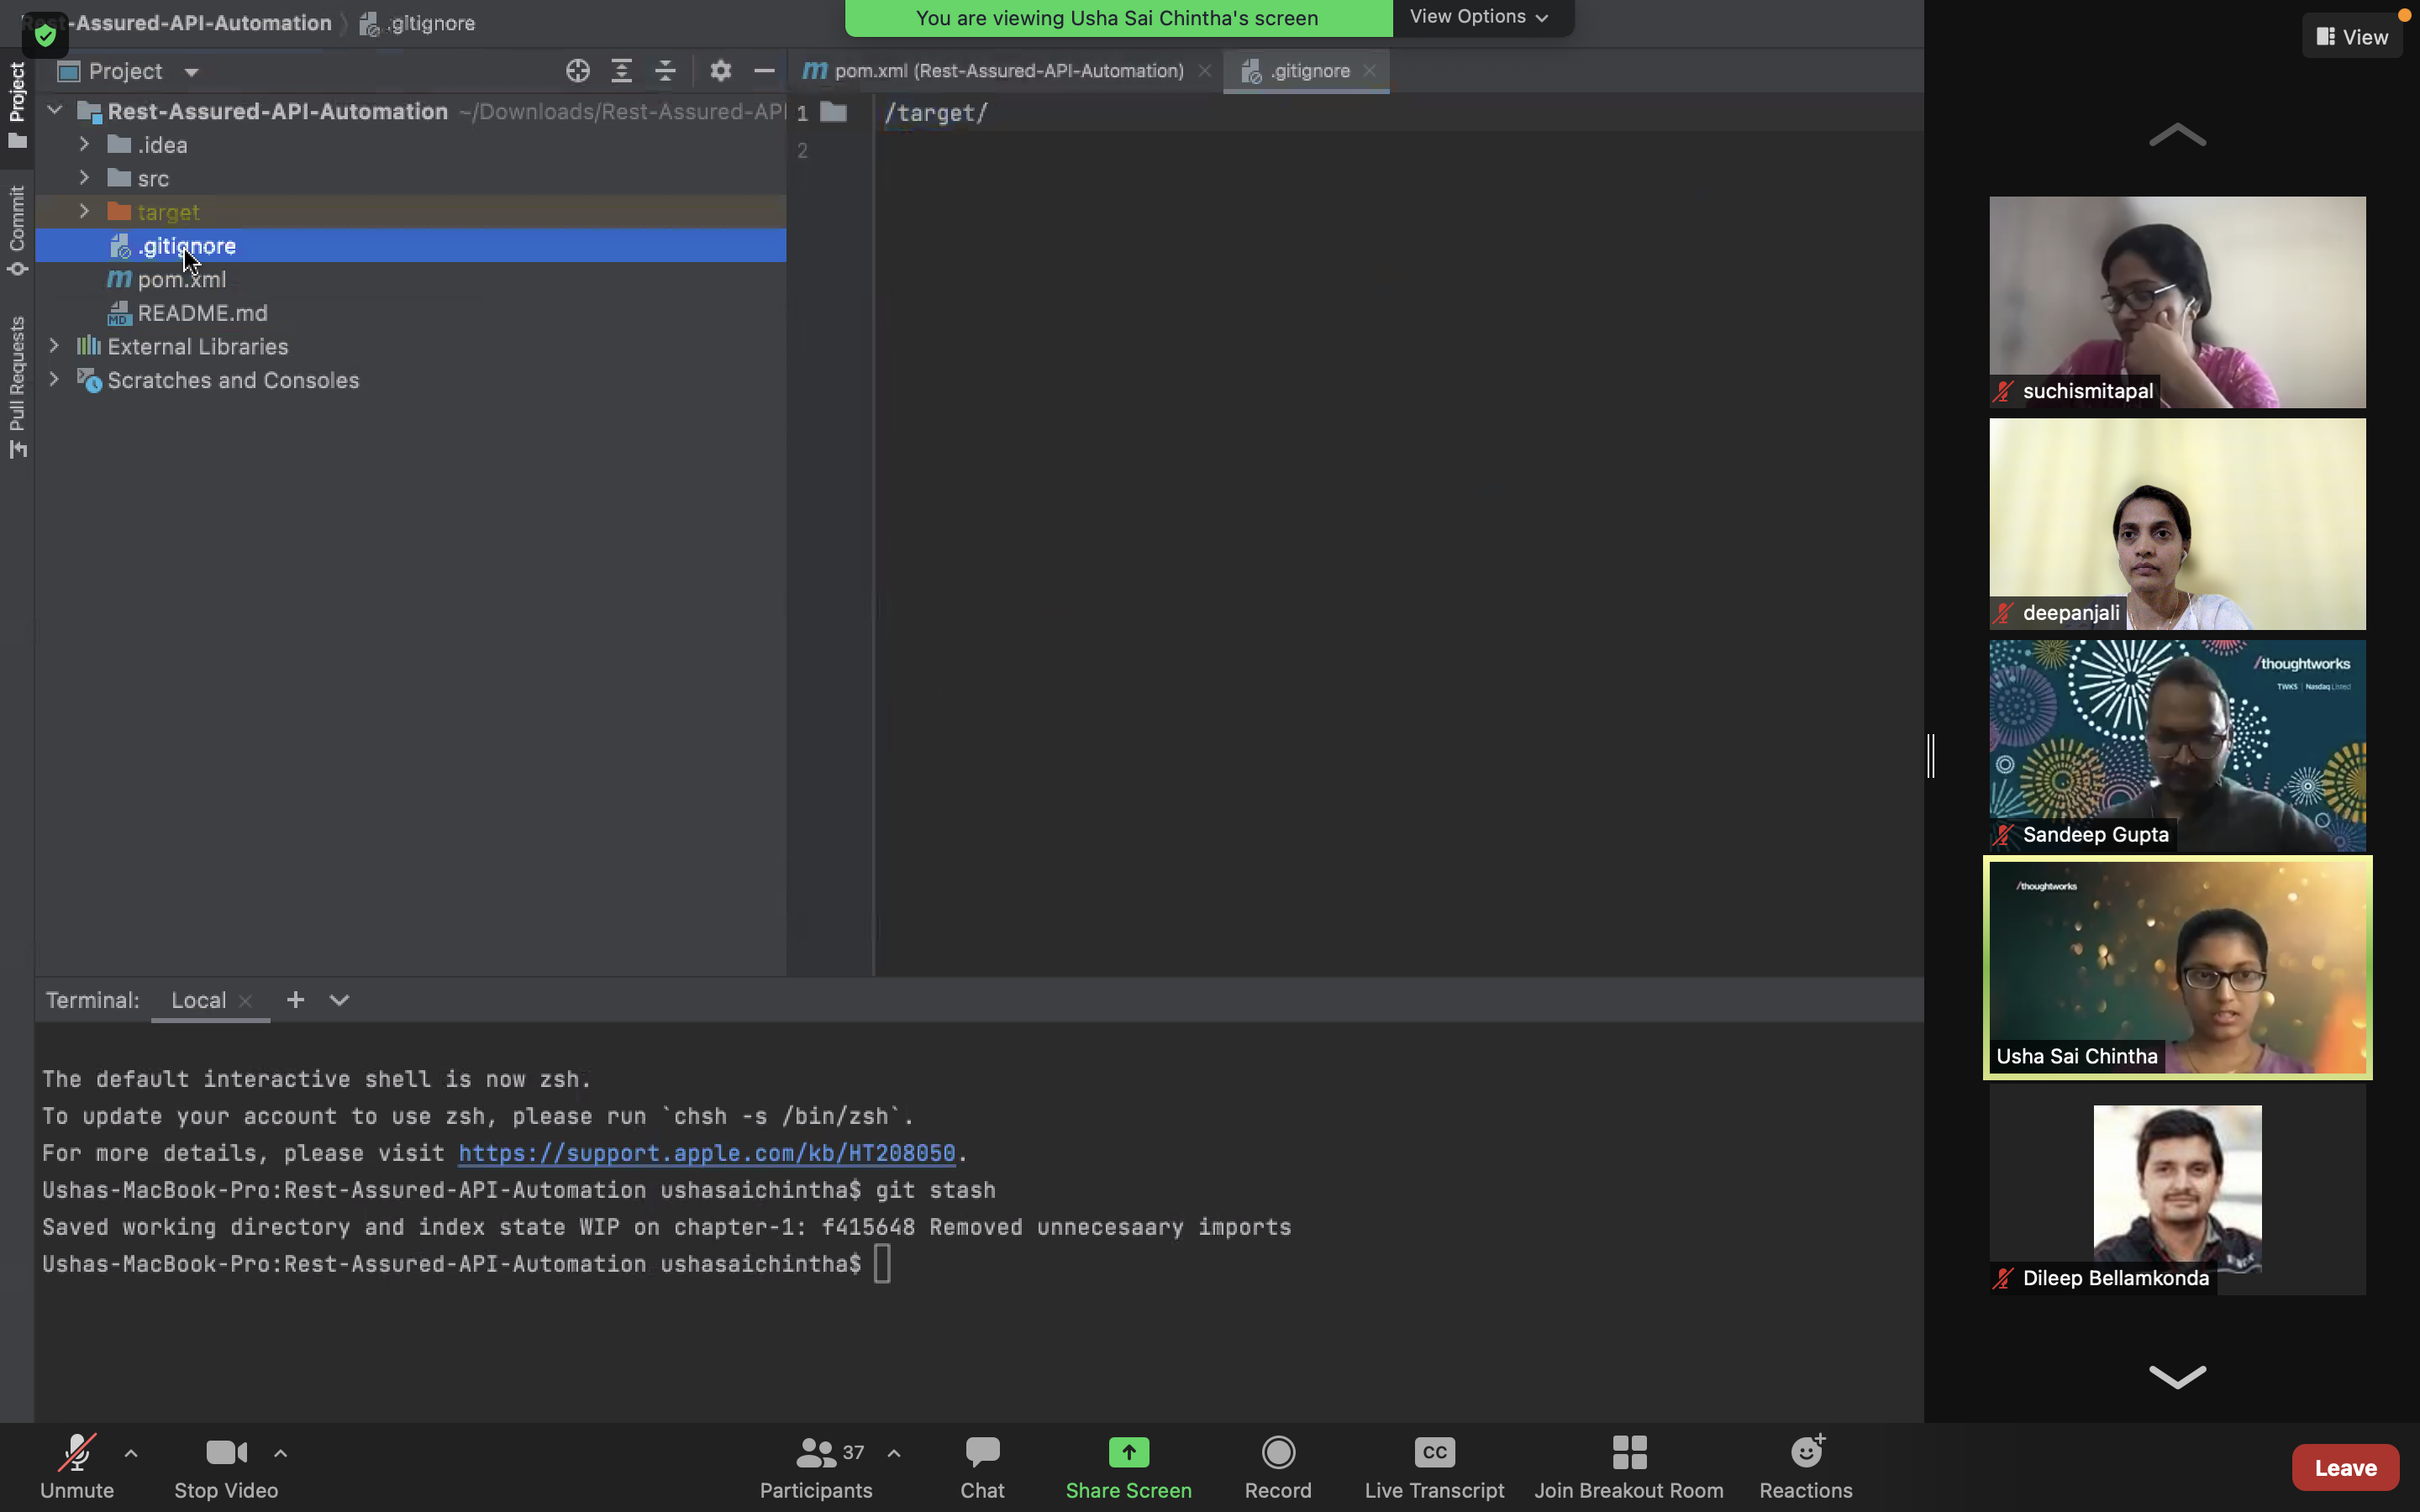 -Assured-API-Automation .gitignore
You are viewing Usha Sai Chintha's screen
View Options
View
Project
Project
pom.xml (Rest-Assured-API-Automation)
.gitignore
Rest-Assured-API-Automation ~/Downloads/Rest-Assured-AP
.idea
src
target
.gitignore
pom.xml
README.md
External Libraries
Scratches and Consoles
Commit
Pull Requests
1 /target/
2
Terminal: Local
The default interactive shell is now zsh.
To update your account to use zsh, please run `chsh -s /bin/zsh`.
For more details, please visit https://support.apple.com/kb/HT208050.
Ushas-MacBook-Pro:Rest-Assured-API-Automation ushasaichintha$ git stash
Saved working directory and index state WIP on chapter-1: f415648 Removed unnecesaary imports
Ushas-MacBook-Pro:Rest-Assured-API-Automation ushasaichintha$
suchismitapal
deepanjali
/thoughtworks
TWKS | Nasdaq Listed
Sandeep Gupta
/thoughtworks
Usha Sai Chintha
Dileep Bellamkonda
Unmute
Stop Video
37
Participants
Chat
Share Screen
Record
CC
Live Transcript
Join Breakout Room
Reactions
Leave